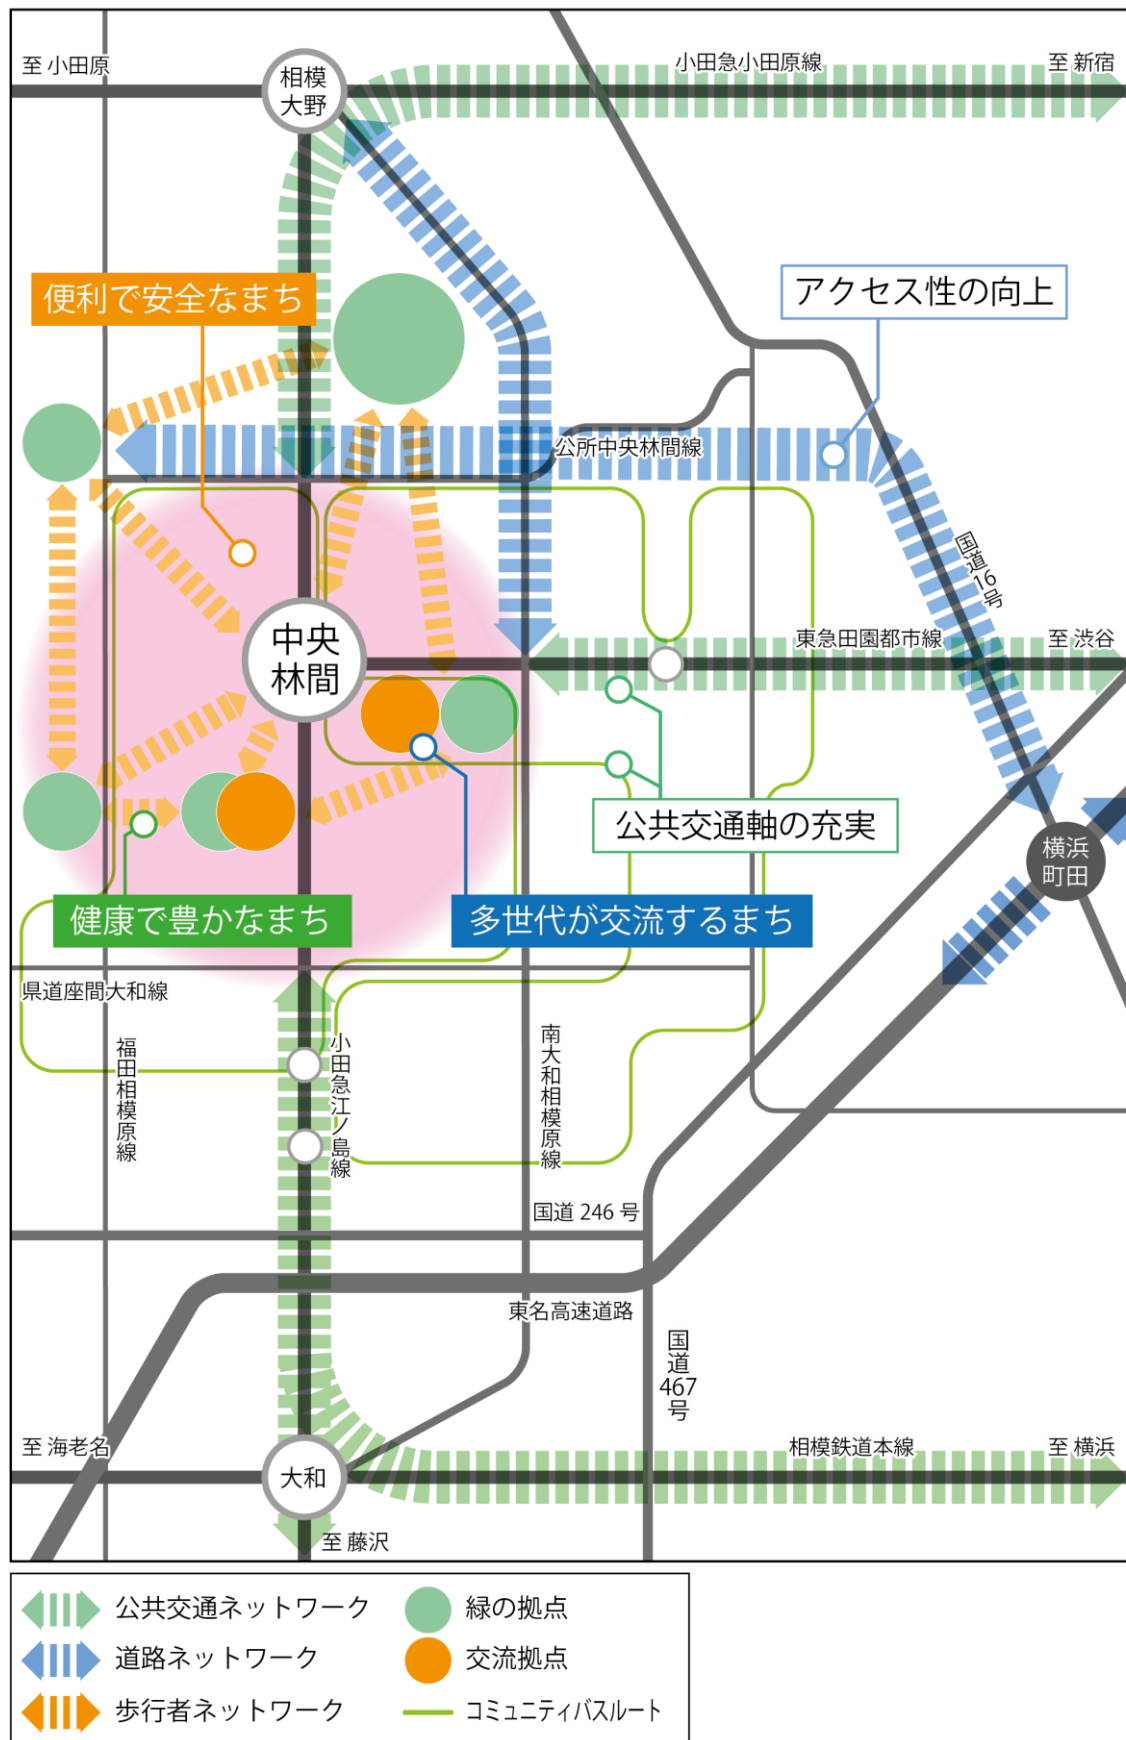 至 小田原
相模
大野
小田急小田原線
至 新宿
便利で安全なまち
アクセス性の向上
公所中央林間線
国道16号
中央
林間
東急田園都市線
至 渋谷
公共交通軸の充実
横浜
町田
健康で豊かなまち
多世代が交流するまち
県道座間大和線
福田相模原線
小田急江ノ島線
南大和相模原線
国道 246 号
東名高速道路
国道467号
至 海老名
大和
相模鉄道本線
至 横浜
至 藤沢
公共交通ネットワーク
緑の拠点
道路ネットワーク
交流拠点
歩行者ネットワーク
コミュニティバスルート